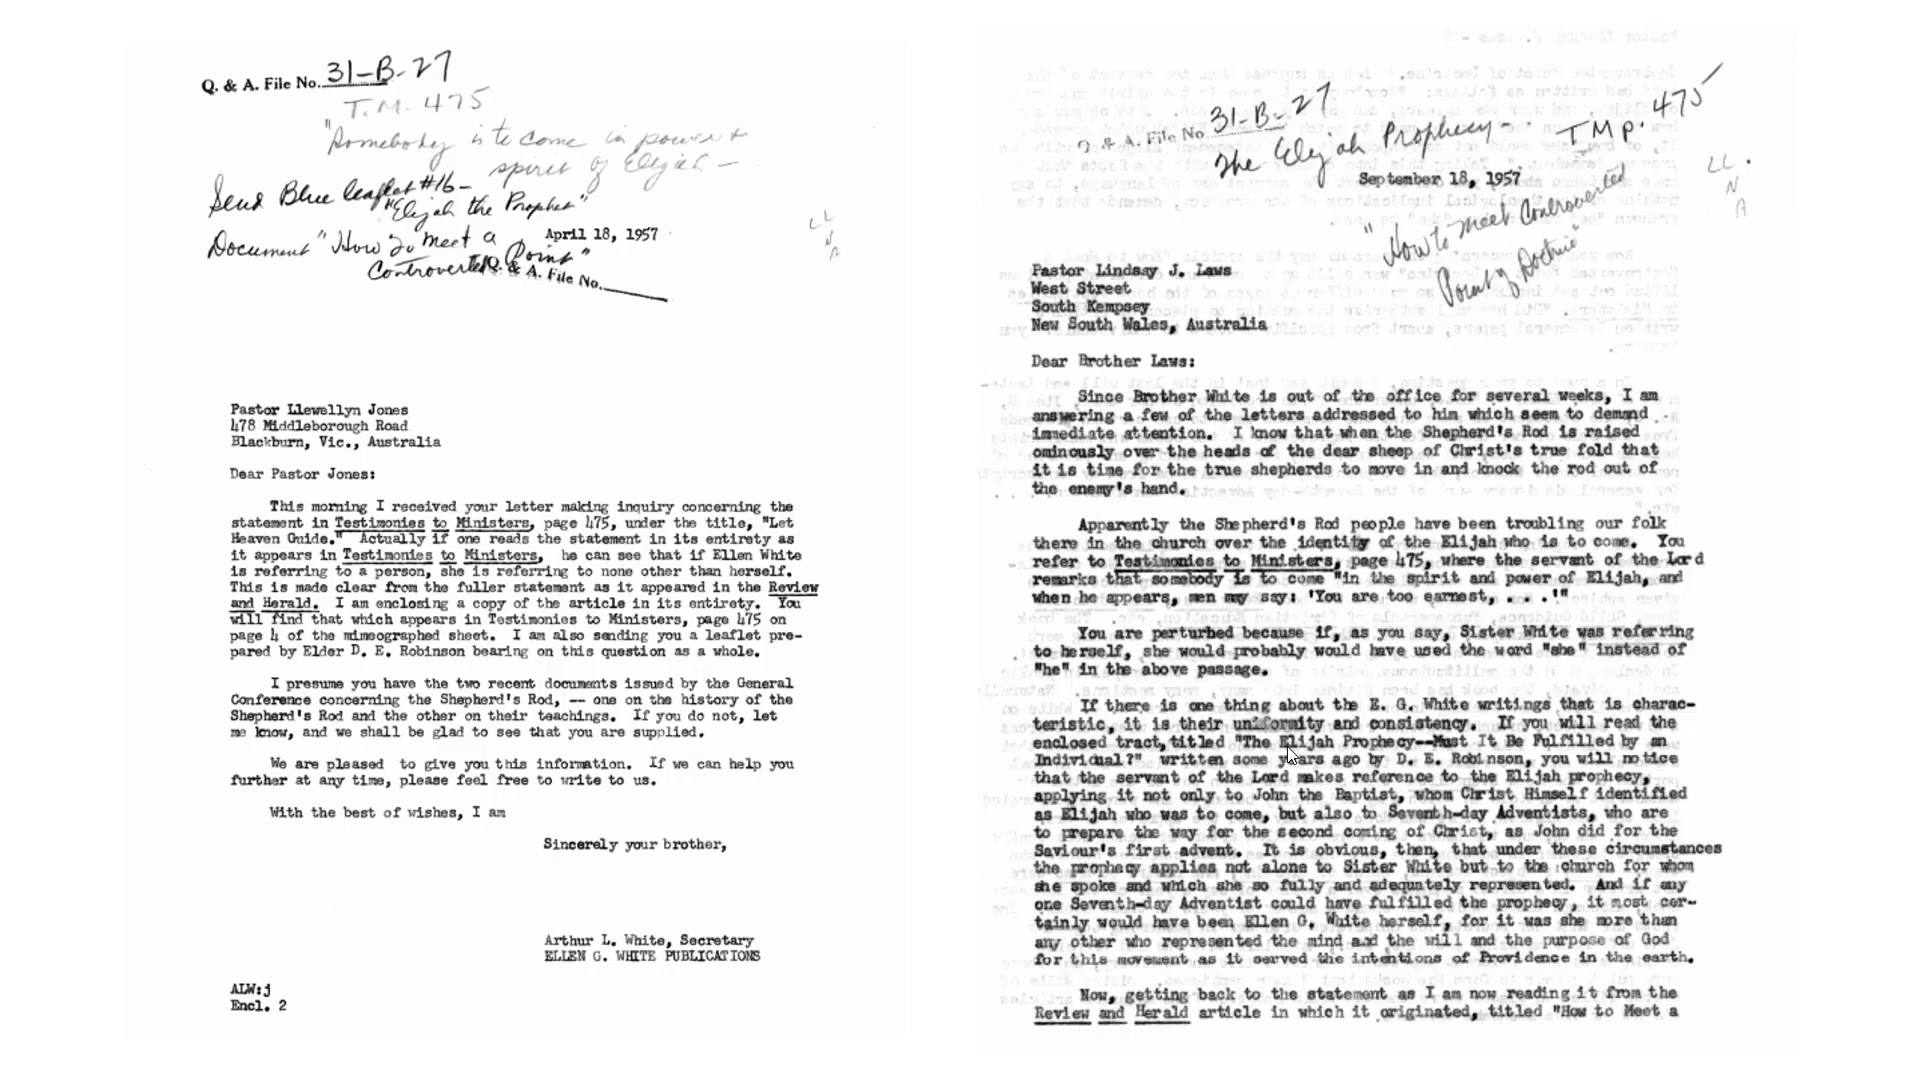 Q. & A. File No. 31-B-27
T.M. 475
"Somebody is to come in power &
spirit of Elijah —
Send Blue leaflet #16 —
"Elijah the Prophet"
Document "How to Meet a
Controverted Point"
April 18, 1957
Q. & A. File No.
LL
N
A
Pastor Llewellyn Jones
478 Middleborough Road
Blackburn, Vic., Australia
Dear Pastor Jones:
This morning I received your letter making inquiry concerning the
statement in Testimonies to Ministers, page 475, under the title, "Let
Heaven Guide." Actually if one reads the statement in its entirety as
it appears in Testimonies to Ministers, he can see that if Ellen White
is referring to a person, she is referring to none other than herself.
This is made clear from the fuller statement as it appeared in the Review
and Herald. I am enclosing a copy of the article in its entirety. You
will find that which appears in Testimonies to Ministers, page 475 on
page 4 of the mimeographed sheet. I am also sending you a leaflet pre-
pared by Elder D. E. Robinson bearing on this question as a whole.
I presume you have the two recent documents issued by the General
Conference concerning the Shepherd's Rod, -- one on the history of the
Shepherd's Rod and the other on their teachings. If you do not, let
me know, and we shall be glad to see that you are supplied.
We are pleased to give you this information. If we can help you
further at any time, please feel free to write to us.
With the best of wishes, I am
Sincerely your brother,
Arthur L. White, Secretary
ELLEN G. WHITE PUBLICATIONS
ALW:j
Encl. 2
Q. & A. File No. 31-B-27
The Elijah Prophecy — TM p. 475
September 18, 1957
"How to Meet Controverted
Point of Doctrine"
LL.
N
A
Pastor Lindsay J. Laws
West Street
South Kempsey
New South Wales, Australia
Dear Brother Laws:
Since Brother White is out of the office for several weeks, I am
answering a few of the letters addressed to him which seem to demand
immediate attention. I know that when the Shepherd's Rod is raised
ominously over the heads of the dear sheep of Christ's true fold that
it is time for the true shepherds to move in and knock the rod out of
the enemy's hand.
Apparently the Shepherd's Rod people have been troubling our folk
there in the church over the identity of the Elijah who is to come. You
refer to Testimonies to Ministers, page 475, where the servant of the Lord
remarks that somebody is to come "in the spirit and power of Elijah, and
when he appears, men may say: 'You are too earnest, . . . .'"
You are perturbed because if, as you say, Sister White was referring
to herself, she would probably would have used the word "she" instead of
"he" in the above passage.
If there is one thing about the E. G. White writings that is charac-
teristic, it is their uniformity and consistency. If you will read the
enclosed tract, titled "The Elijah Prophecy--Must It Be Fulfilled by an
Individual?" written some years ago by D. E. Robinson, you will notice
that the servant of the Lord makes reference to the Elijah prophecy,
applying it not only to John the Baptist, whom Christ Himself identified
as Elijah who was to come, but also to Seventh-day Adventists, who are
to prepare the way for the second coming of Christ, as John did for the
Saviour's first advent. It is obvious, then, that under these circumstances
the prophecy applies not alone to Sister White but to the church for whom
she spoke and which she so fully and adequately represented. And if any
one Seventh-day Adventist could have fulfilled the prophecy, it most cer-
tainly would have been Ellen G. White herself, for it was she more than
any other who represented the mind and the will and the purpose of God
for this movement as it served the intentions of Providence in the earth.
Now, getting back to the statement as I am now reading it from the
Review and Herald article in which it originated, titled "How to Meet a